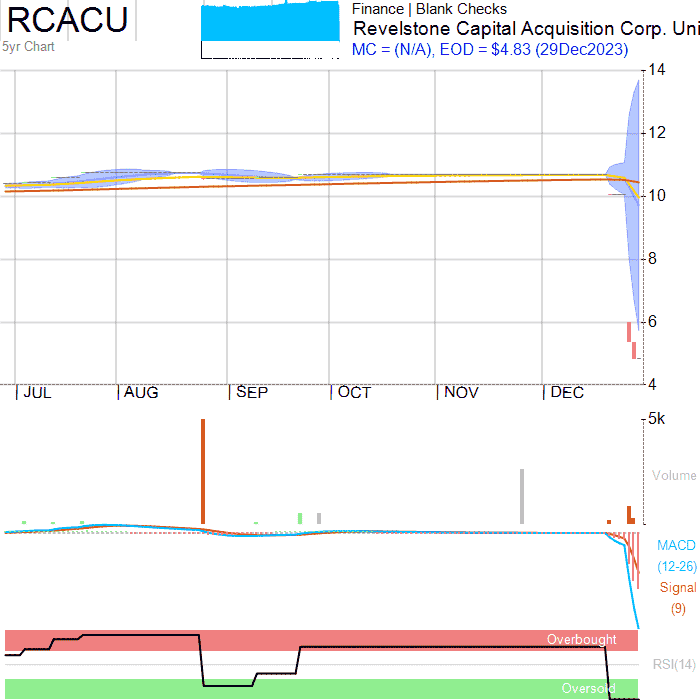 RCACU
5yr Chart
Finance | Blank Checks
Revelstone Capital Acquisition Corp. Uni
MC = (N/A), EOD = $4.83 (29Dec2023)
14
12
10
8
6
4
JUL AUG SEP OCT NOV DEC
5k
Volume
MACD
(12-26)
Signal
(9)
Overbought
RSI(14)
Oversold